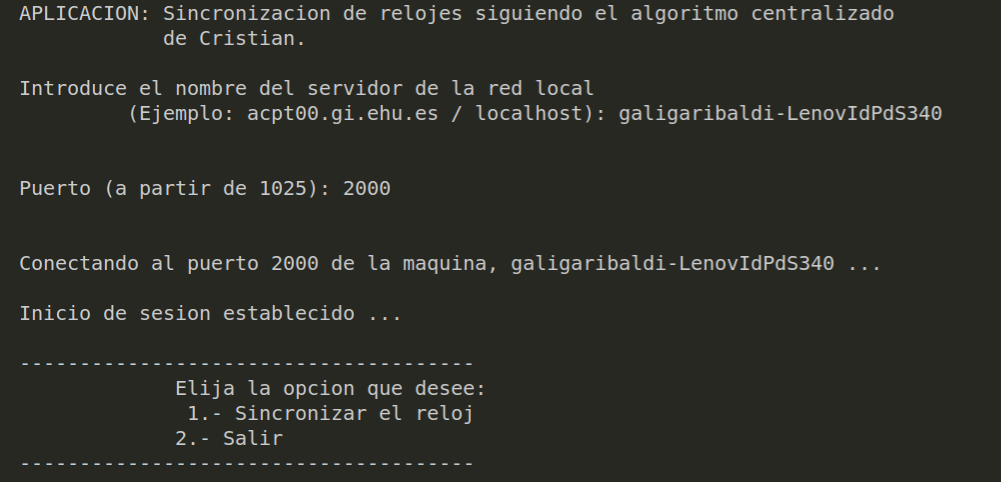 APLICACION: Sincronizacion de relojes siguiendo el algoritmo centralizado
de Cristian.
Introduce el nombre del servidor de la red local
(Ejemplo: acpt00.gi.ehu.es / localhost): galigaribaldi-LenovIdPdS340
Puerto (a partir de 1025): 2000
Conectando al puerto 2000 de la maquina, galigaribaldi-LenovIdPdS340 ...
Inicio de sesion establecido ...
--------------------------------------
Elija la opcion que desee:
1.- Sincronizar el reloj
2.- Salir
--------------------------------------